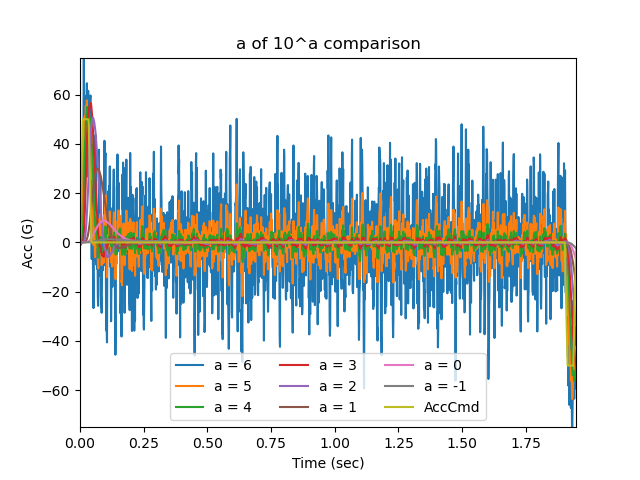 a of 10^a comparison
Acc (G)
60
40
20
0
−20
−40
−60
a = 6
a = 5
a = 4
a = 3
a = 2
a = 1
a = 0
a = -1
AccCmd
0.00 0.25 0.50 0.75 1.00 1.25 1.50 1.75
Time (sec)